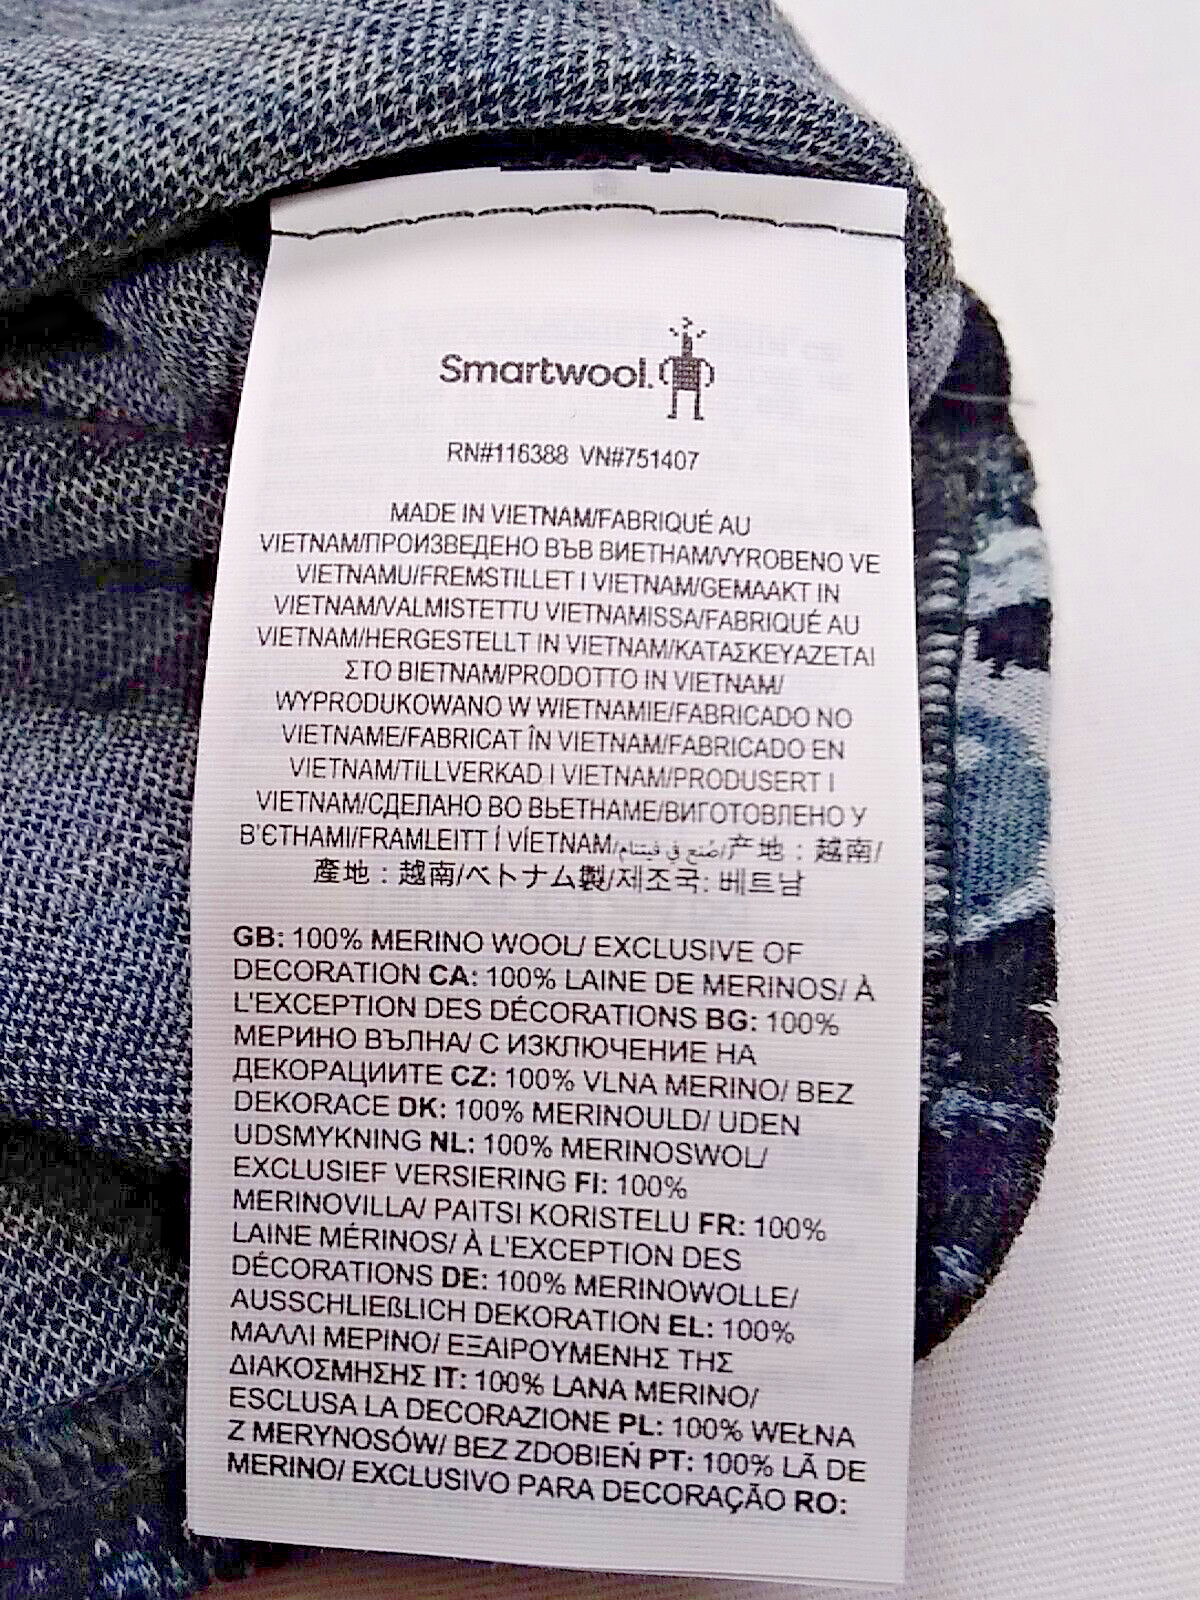 Smartwool.
RN#116388 VN#751407
MADE IN VIETNAM/FABRIQUÉ AU
VIETNAM/ПРОИЗВЕДЕНО ВЪВ ВИЕТНАМ/VYROBENO VE
VIETNAMU/FREMSTILLET I VIETNAM/GEMAAKT IN
VIETNAM/VALMISTETTU VIETNAMISSA/FABRIQUÉ AU
VIETNAM/HERGESTELLT IN VIETNAM/ΚΑΤΑΣΚΕΥΑΖΕΤΑΙ
ΣΤΟ ΒΙΕΤΝΑΜ/PRODOTTO IN VIETNAM/
WYPRODUKOWANO W WIETNAMIE/FABRICADO NO
VIETNAME/FABRICAT ÎN VIETNAM/FABRICADO EN
VIETNAM/TILLVERKAD I VIETNAM/PRODUSERT I
VIETNAM/СДЕЛАНО ВО ВЬЕТНАМЕ/ВИГОТОВЛЕНО У
В'ЄТНАМІ/FRAMLEITT Í VÍETNAM/صُنع في فيتنام/产地：越南/
產地：越南/ベトナム製/제조국: 베트남
GB: 100% MERINO WOOL/ EXCLUSIVE OF
DECORATION CA: 100% LAINE DE MERINOS/ À
L'EXCEPTION DES DÉCORATIONS BG: 100%
МЕРИНО ВЪЛНА/ С ИЗКЛЮЧЕНИЕ НА
ДЕКОРАЦИИТЕ CZ: 100% VLNA MERINO/ BEZ
DEKORACE DK: 100% MERINOULD/ UDEN
UDSMYKNING NL: 100% MERINOSWOL/
EXCLUSIEF VERSIERING FI: 100%
MERINOVILLA/ PAITSI KORISTELU FR: 100%
LAINE MÉRINOS/ À L'EXCEPTION DES
DÉCORATIONS DE: 100% MERINOWOLLE/
AUSSCHLIEßLICH DEKORATION EL: 100%
ΜΑΛΛΙ ΜΕΡΙΝΟ/ ΕΞΑΙΡΟΥΜΕΝΗΣ ΤΗΣ
ΔΙΑΚΟΣΜΗΣΗΣ IT: 100% LANA MERINO/
ESCLUSA LA DECORAZIONE PL: 100% WEŁNA
Z MERYNOSÓW/ BEZ ZDOBIEŃ PT: 100% LÃ DE
MERINO/ EXCLUSIVO PARA DECORAÇÃO RO: